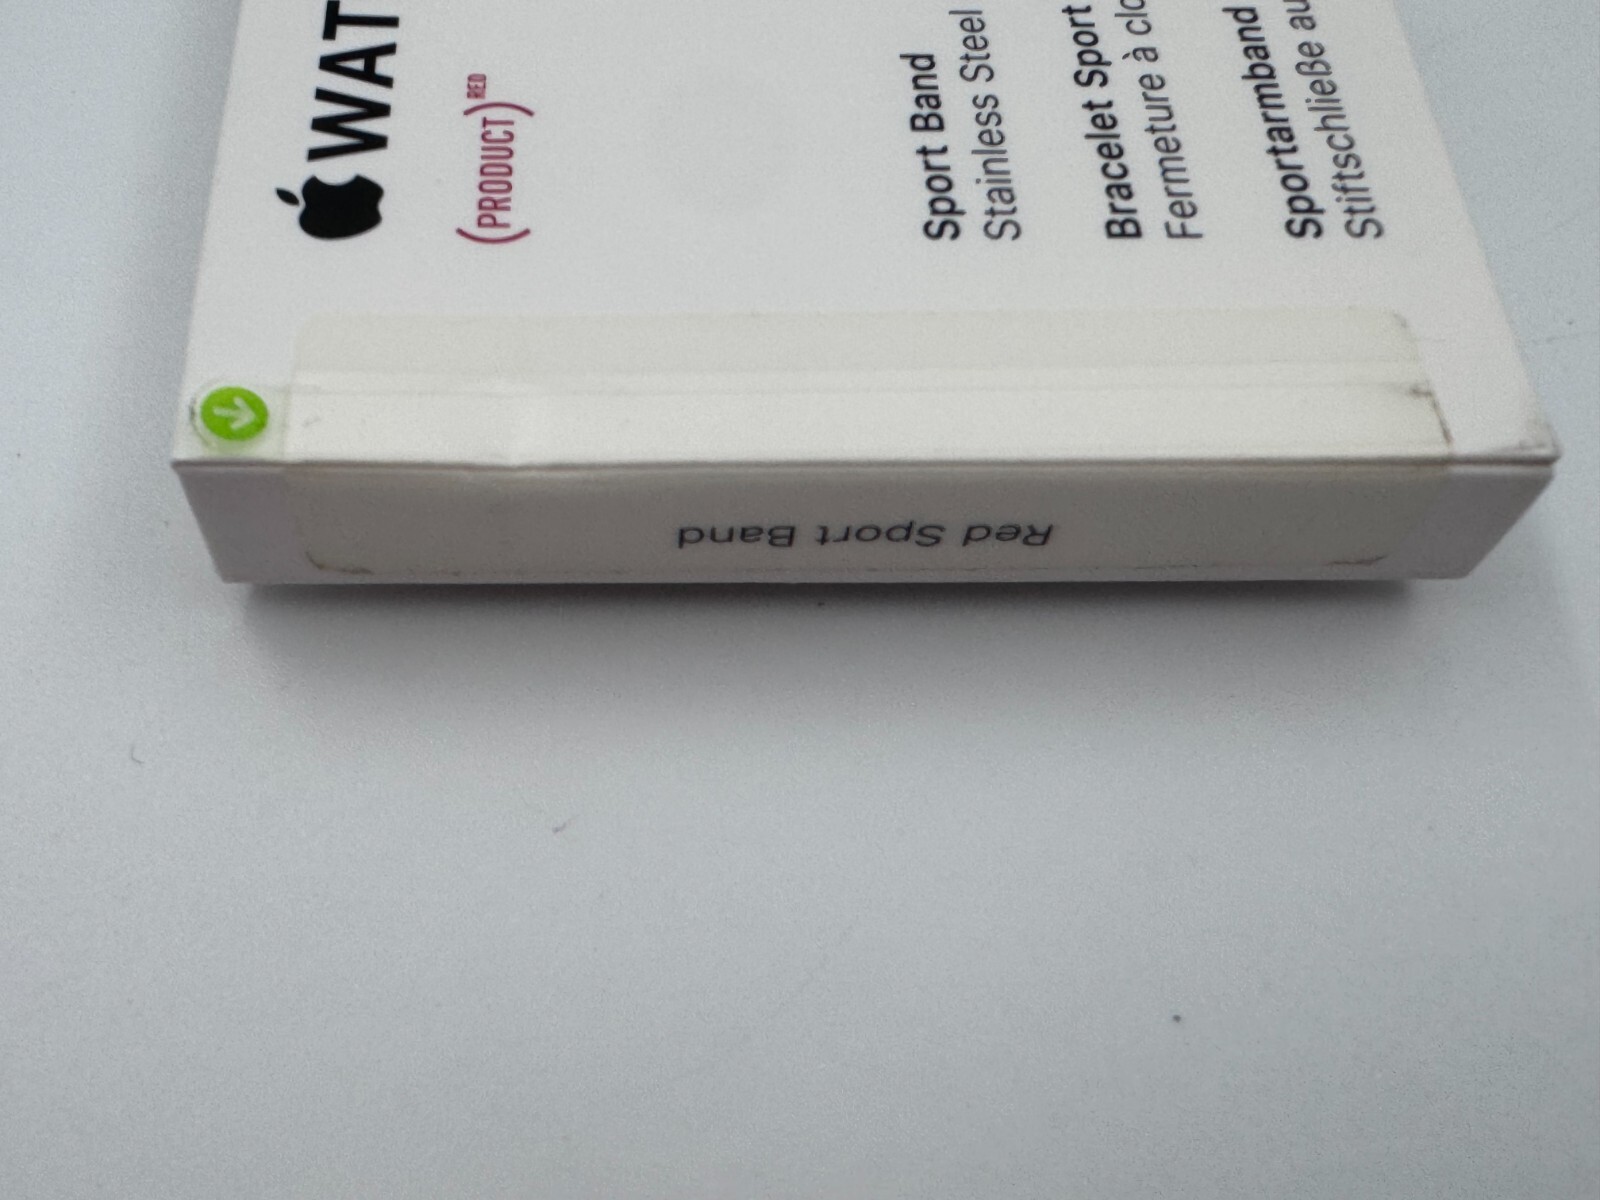 WAT
(PRODUCT)RED
Sport Band
Stainless Steel
Bracelet Sport
Fermeture à clo
Sportarmband
Stiftschließe au
Red Sport Band